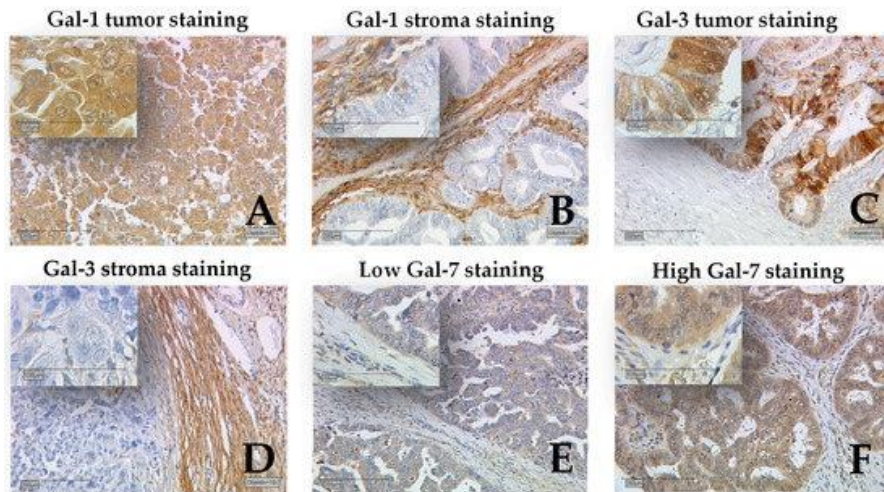 Gal-1 tumor staining
Gal-1 stroma staining
Gal-3 tumor staining
A
B
C
Gal-3 stroma staining
Low Gal-7 staining
High Gal-7 staining
D
E
F